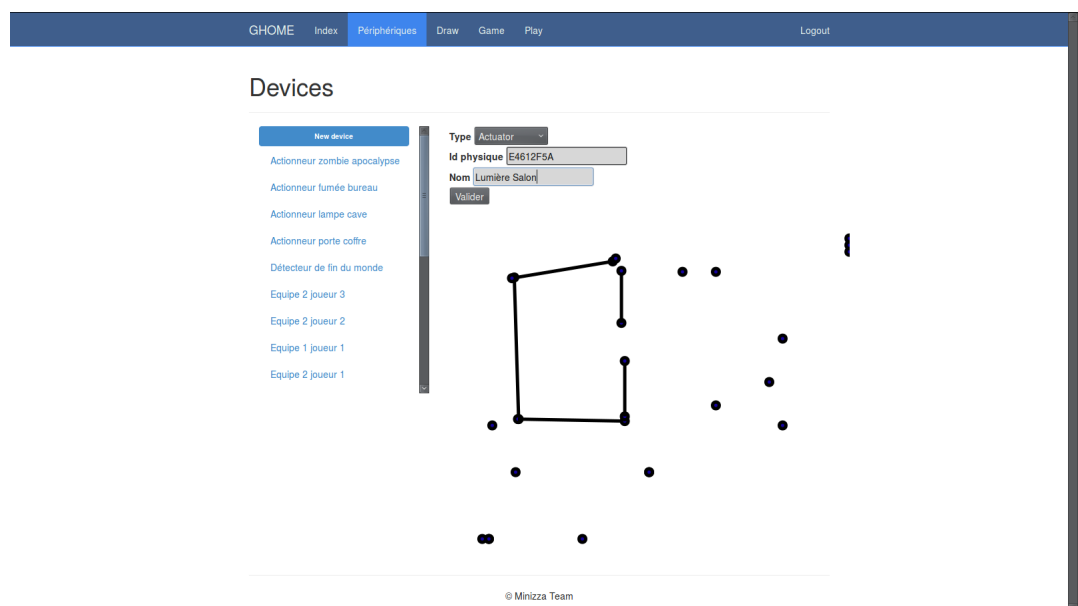 GHOME Index Périphériques Draw Game Play Logout
Devices
New device
Actionneur zombie apocalypse
Actionneur fumée bureau
Actionneur lampe cave
Actionneur porte coffre
Détecteur de fin du monde
Equipe 2 joueur 3
Equipe 2 joueur 2
Equipe 1 joueur 1
Equipe 2 joueur 1
Type Actuator
Id physique E4612F5A
Nom Lumière Salon
Valider
© Minizza Team